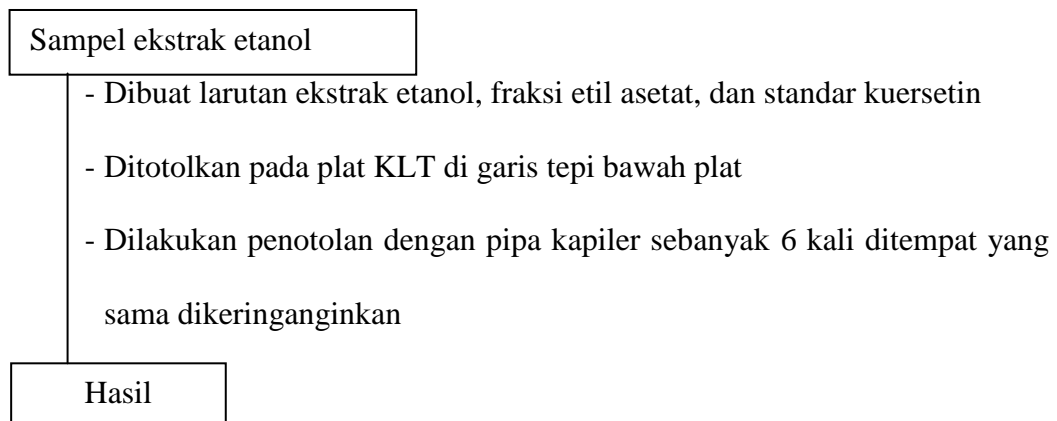 Sampel ekstrak etanol
- Dibuat larutan ekstrak etanol, fraksi etil asetat, dan standar kuersetin
- Ditotolkan pada plat KLT di garis tepi bawah plat
- Dilakukan penotolan dengan pipa kapiler sebanyak 6 kali ditempat yang
sama dikeringanginkan
Hasil